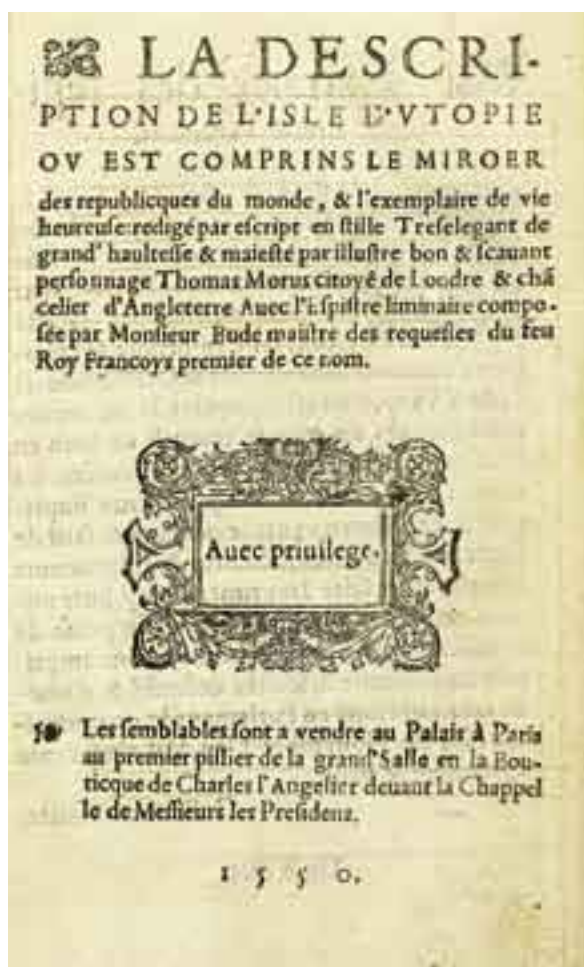 LA DESCRI-
PTION DE L'ISLE D'VTOPIE
OV EST COMPRINS LE MIROER
des republicques du monde, & l'exemplaire de vie
heureuse: redigé par escript en stille Treselegant de
grand' haultesse & maiesté par illustre bon & scauant
personnage Thomas Morus citoyẽ de Londre & chã
celier d'Angleterre Auec l'Epistre liminaire compo-
sée par Monsieur Bude maistre des requestes du feu
Roy Francoys premier de ce nom.
Auec priuilege.
Les semblables sont a vendre au Palais à Paris
au premier pillier de la grand' Salle en la Bou-
ticque de Charles l'Angelier deuant la Chappel
le de Messieurs les Presidens.
1550.